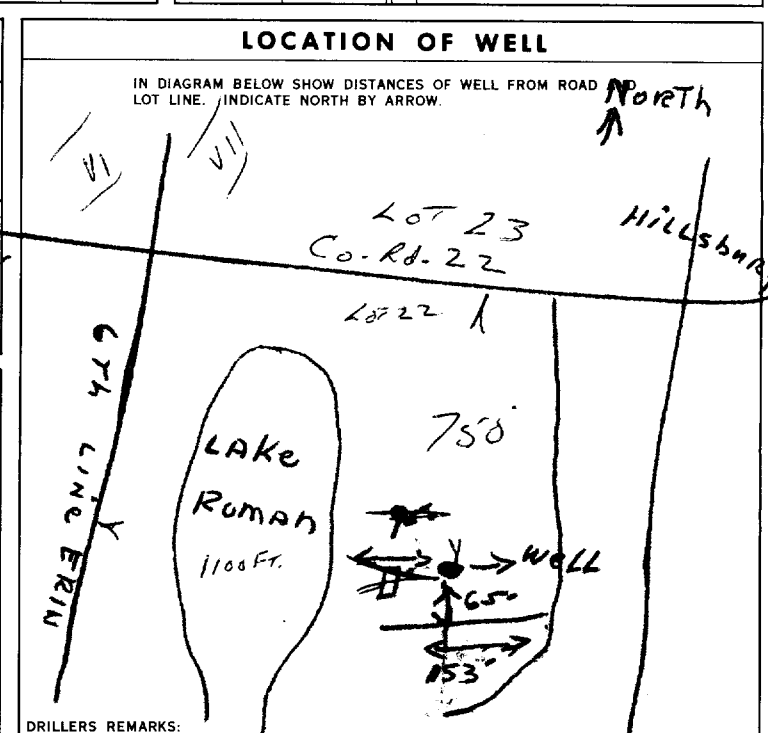 LOCATION OF WELL
IN DIAGRAM BELOW SHOW DISTANCES OF WELL FROM ROAD
LOT LINE. INDICATE NORTH BY ARROW.
NorTh
VI
VII
LOT 23
Co. Rd. 22
HillsburY
LOT 22
6Th LINE ERIN
750'
LAKe
ROMAN
1100 FT.
WELL
65'
153'
DRILLERS REMARKS: